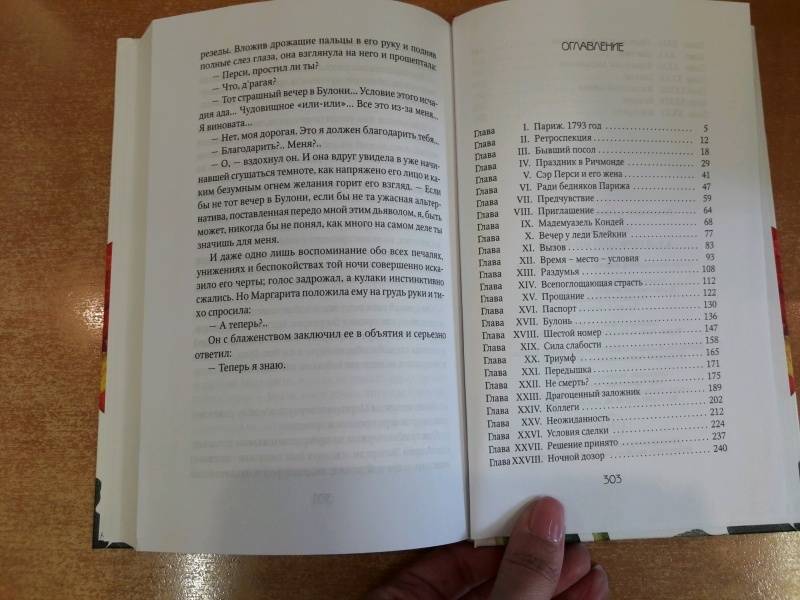 резеды. Вложив дрожащие пальцы в его руку и подняв
полные слез глаза, она взглянула на него и прошептала:
— Перси, простил ли ты?
— Что, д'рагая?
— Тот страшный вечер в Булони... Условие этого исча-
дия ада... Чудовищное «или-или»... Все это из-за меня...
Я виновата...
— Нет, моя дорогая. Это я должен благодарить тебя...
— Благодарить?.. Меня?..
— О, — вздохнул он. И она вдруг увидела в уже начи-
навшей сгущаться темноте, как напряжено его лицо и ка-
ким безумным огнем желания горит его взгляд. — Если
бы не тот вечер в Булони, если бы не та ужасная альтер-
натива, поставленная передо мной этим дьяволом, я, быть
может, никогда бы не понял, как много на самом деле ты
значишь для меня.
И даже одно лишь воспоминание обо всех печалях,
унижениях и беспокойствах той ночи совершенно иска-
зило его черты; голос задрожал, а кулаки инстинктивно
сжались. Но Маргарита положила ему на грудь руки и ти-
хо спросила:
— А теперь?..
Он с блаженством заключил ее в объятия и серьезно
ответил:
— Теперь я знаю.
ОГЛАВЛЕНИЕ
Глава I. Париж. 1793 год 5
Глава II. Ретроспекция 12
Глава III. Бывший посол 18
Глава IV. Праздник в Ричмонде 29
Глава V. Сэр Перси и его жена 41
Глава VI. Ради бедняков Парижа 47
Глава VII. Предчувствие 59
Глава VIII. Приглашение 64
Глава IX. Мадемуазель Кондей 68
Глава X. Вечер у леди Блейкни 77
Глава XI. Вызов 83
Глава XII. Время – место – условия 93
Глава XIII. Раздумья 108
Глава XIV. Всепоглощающая страсть 112
Глава XV. Прощание 122
Глава XVI. Паспорт 130
Глава XVII. Булонь 136
Глава XVIII. Шестой номер 147
Глава XIX. Сила слабости 158
Глава XX. Триумф 165
Глава XXI. Передышка 171
Глава XXII. Не смерть? 175
Глава XXIII. Драгоценный заложник 189
Глава XXIV. Коллеги 202
Глава XXV. Неожиданность 212
Глава XXVI. Условия сделки 224
Глава XXVII. Решение принято 237
Глава XXVIII. Ночной дозор 240
303